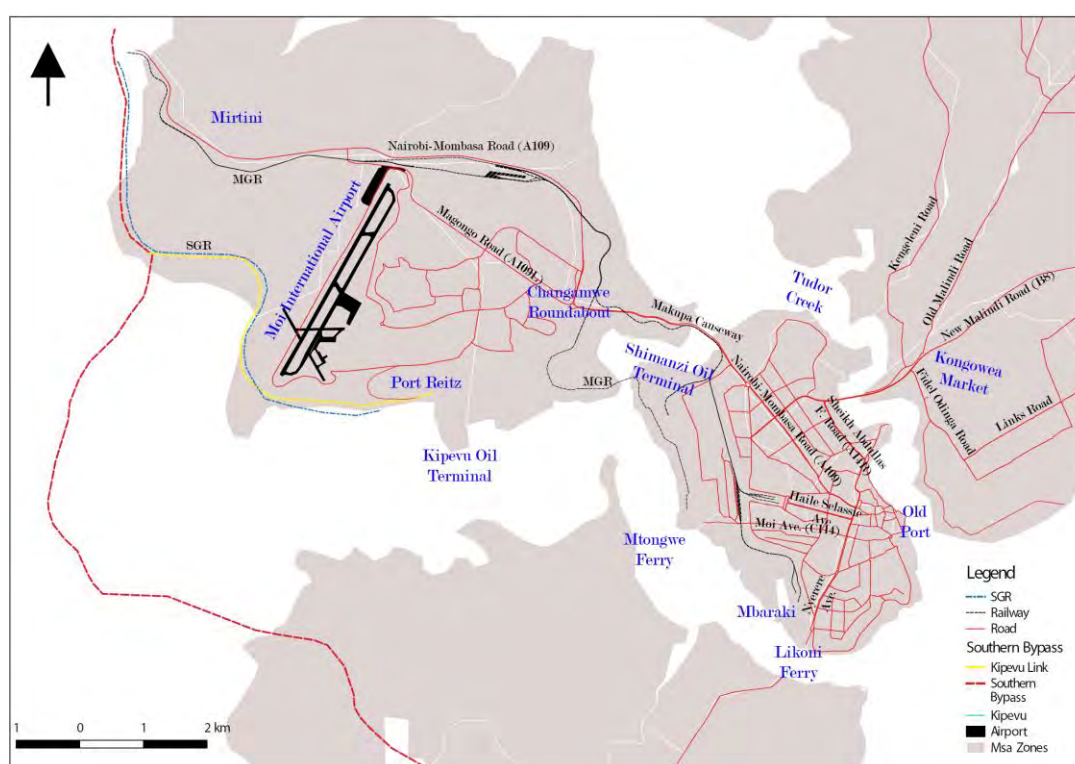 Mirtini
Nairobi-Mombasa Road (A109)
MGR
Moi International Airport
SGR
Magongo Road (A109L)
Changamwe
Roundabout
Makupa Causeway
Tudor
Creek
Kengeleni Road
Old Malindi Road
New Malindi Road (B8)
Kongowea
Market
Fidel Odinga Road
Links Road
Shimanzi Oil
Terminal
MGR
Port Reitz
Kipevu Oil
Terminal
Nairobi-Mombasa Road (A109)
Sheikh Abdullas
F. Road
Haile Selassie
Ave.
Moi Ave. (C114)
Old
Port
Mtongwe
Ferry
Mbaraki
Nyerere
Ave.
Likoni
Ferry
Legend
SGR
Railway
Road
Southern Bypass
Kipevu Link
Southern
Bypass
Kipevu
Airport
Msa Zones
1 0 1 2 km